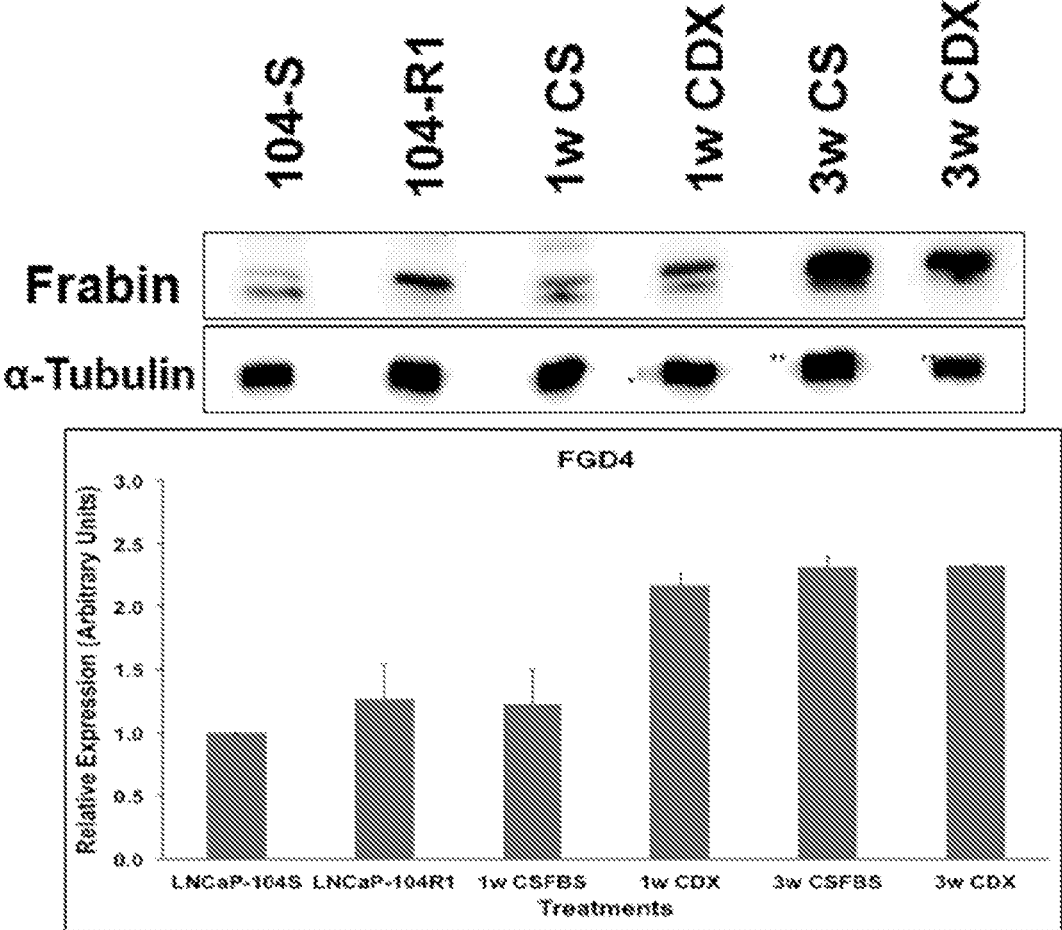 104-S
104-R1
1w CS
1w CDX
3w CS
3w CDX
Frabin
α-Tubulin
FGD4
Relative Expression (Arbitrary Units)
3.0
2.5
2.0
1.5
1.0
0.5
0.0
LNCaP-104S LNCaP-104R1 1w CSFBS 1w CDX 3w CSFBS 3w CDX
Treatments